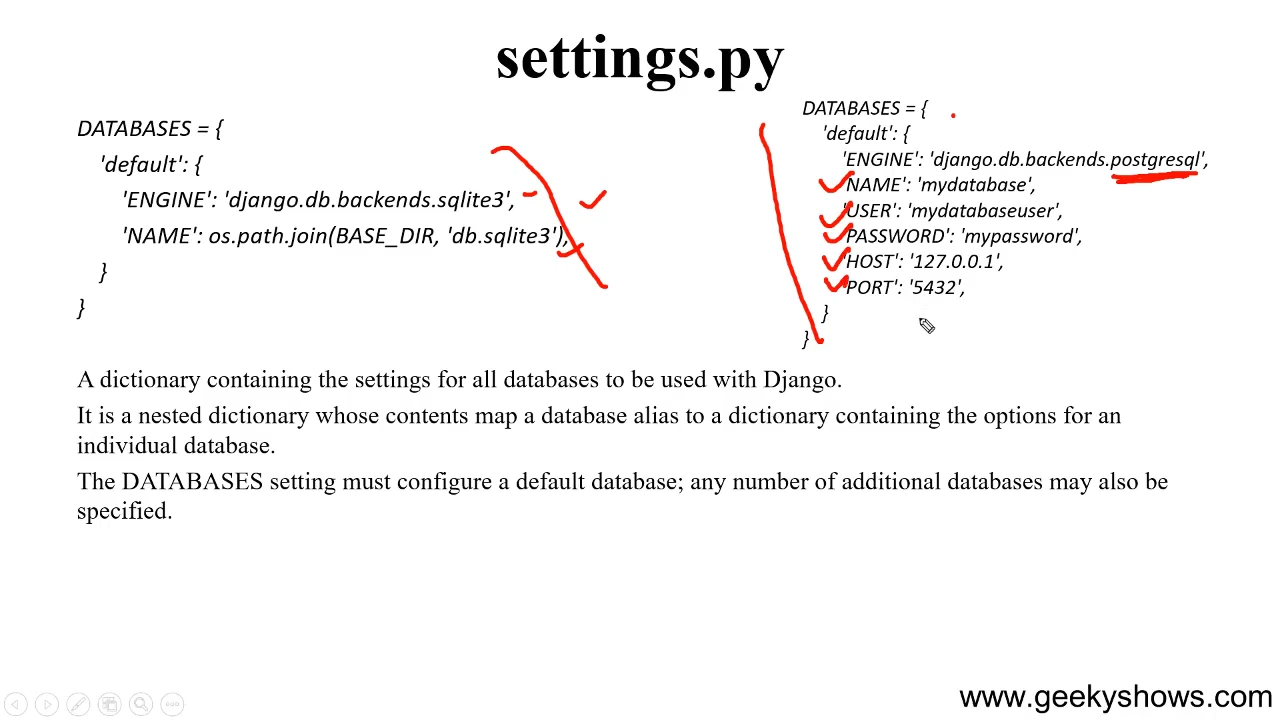 settings.py
DATABASES = {
'default': {
'ENGINE': 'django.db.backends.sqlite3',
'NAME': os.path.join(BASE_DIR, 'db.sqlite3'),
}
}
DATABASES = {
'default': {
'ENGINE': 'django.db.backends.postgresql',
'NAME': 'mydatabase',
'USER': 'mydatabaseuser',
'PASSWORD': 'mypassword',
'HOST': '127.0.0.1',
'PORT': '5432',
}
}
A dictionary containing the settings for all databases to be used with Django.
It is a nested dictionary whose contents map a database alias to a dictionary containing the options for an
individual database.
The DATABASES setting must configure a default database; any number of additional databases may also be
specified.
www.geekyshows.com